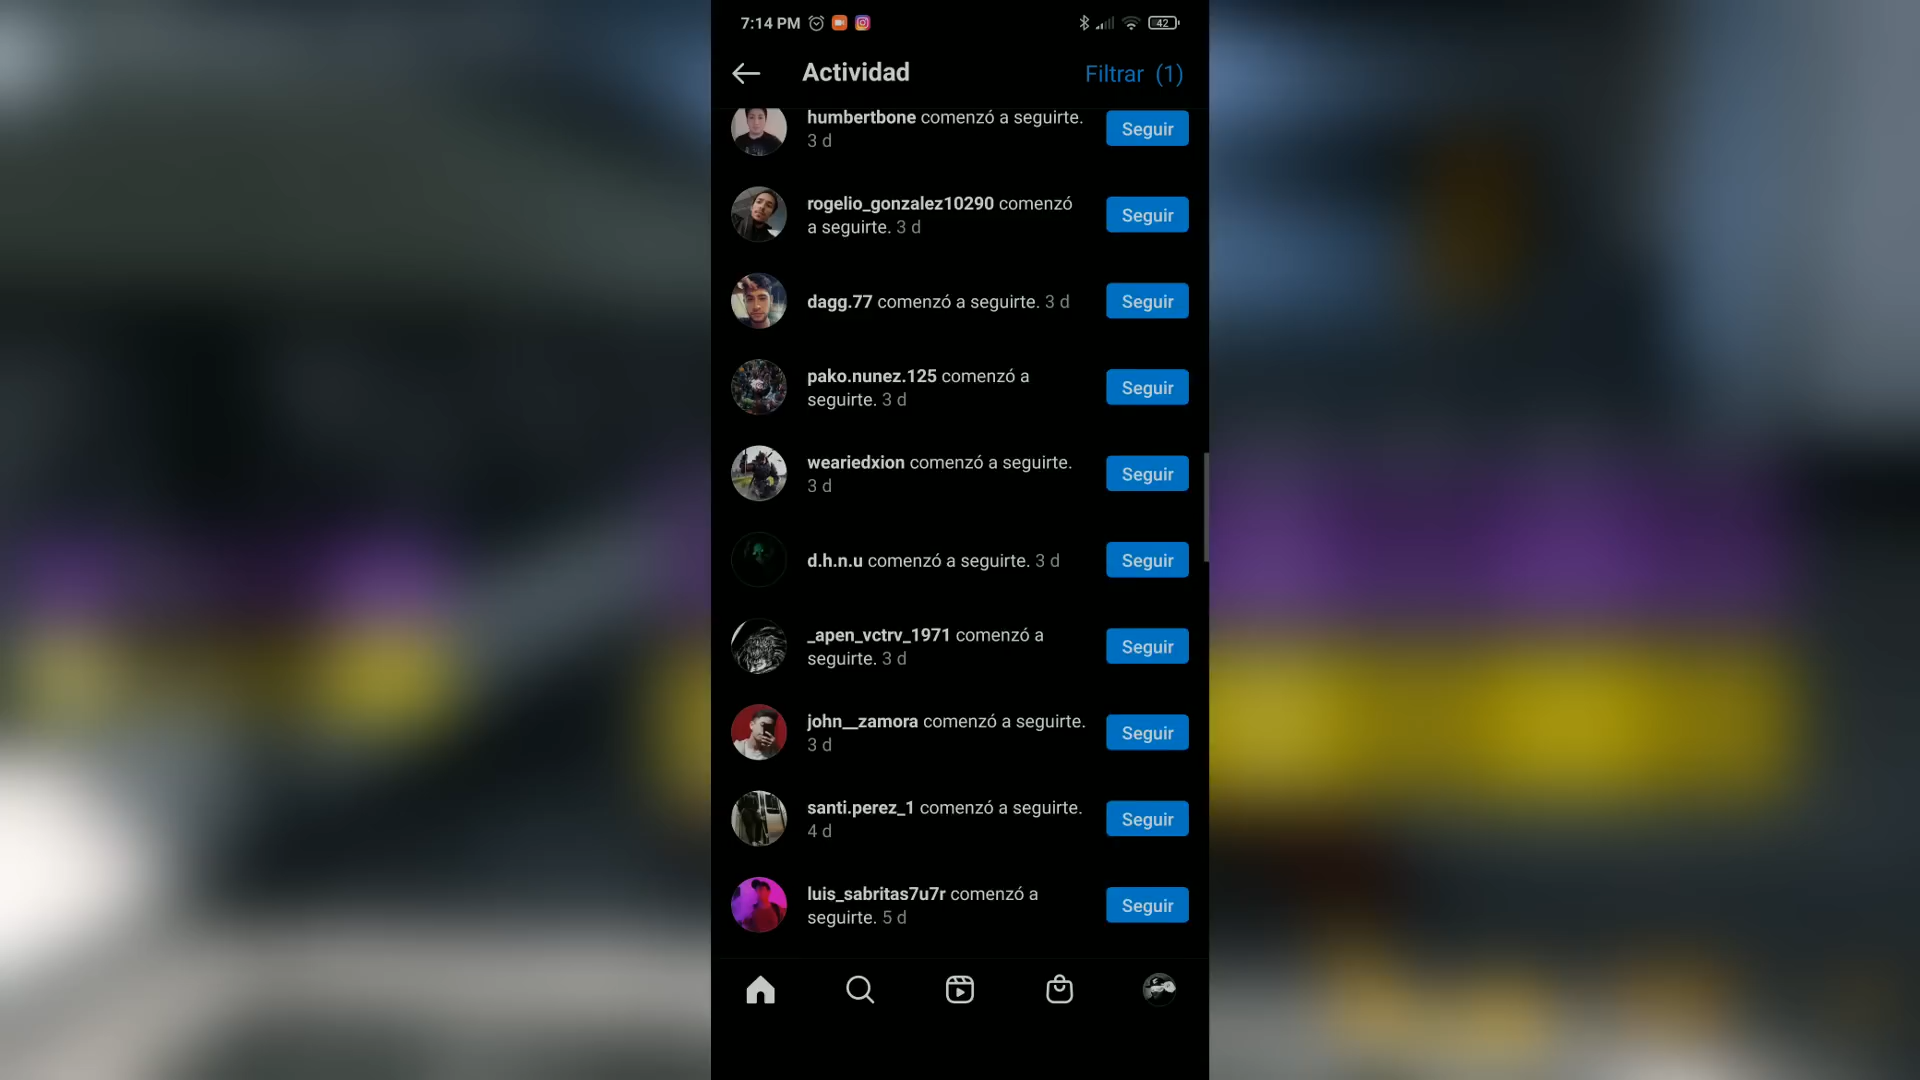 7:14 PM
42
Actividad
Filtrar (1)
humbertbone comenzó a seguirte.
3 d
Seguir
rogelio_gonzalez10290 comenzó
a seguirte. 3 d
Seguir
dagg.77 comenzó a seguirte. 3 d
Seguir
pako.nunez.125 comenzó a
seguirte. 3 d
Seguir
weariedxion comenzó a seguirte.
3 d
Seguir
d.h.n.u comenzó a seguirte. 3 d
Seguir
_apen_vctrv_1971 comenzó a
seguirte. 3 d
Seguir
john__zamora comenzó a seguirte.
3 d
Seguir
santi.perez_1 comenzó a seguirte.
4 d
Seguir
luis_sabritas7u7r comenzó a
seguirte. 5 d
Seguir